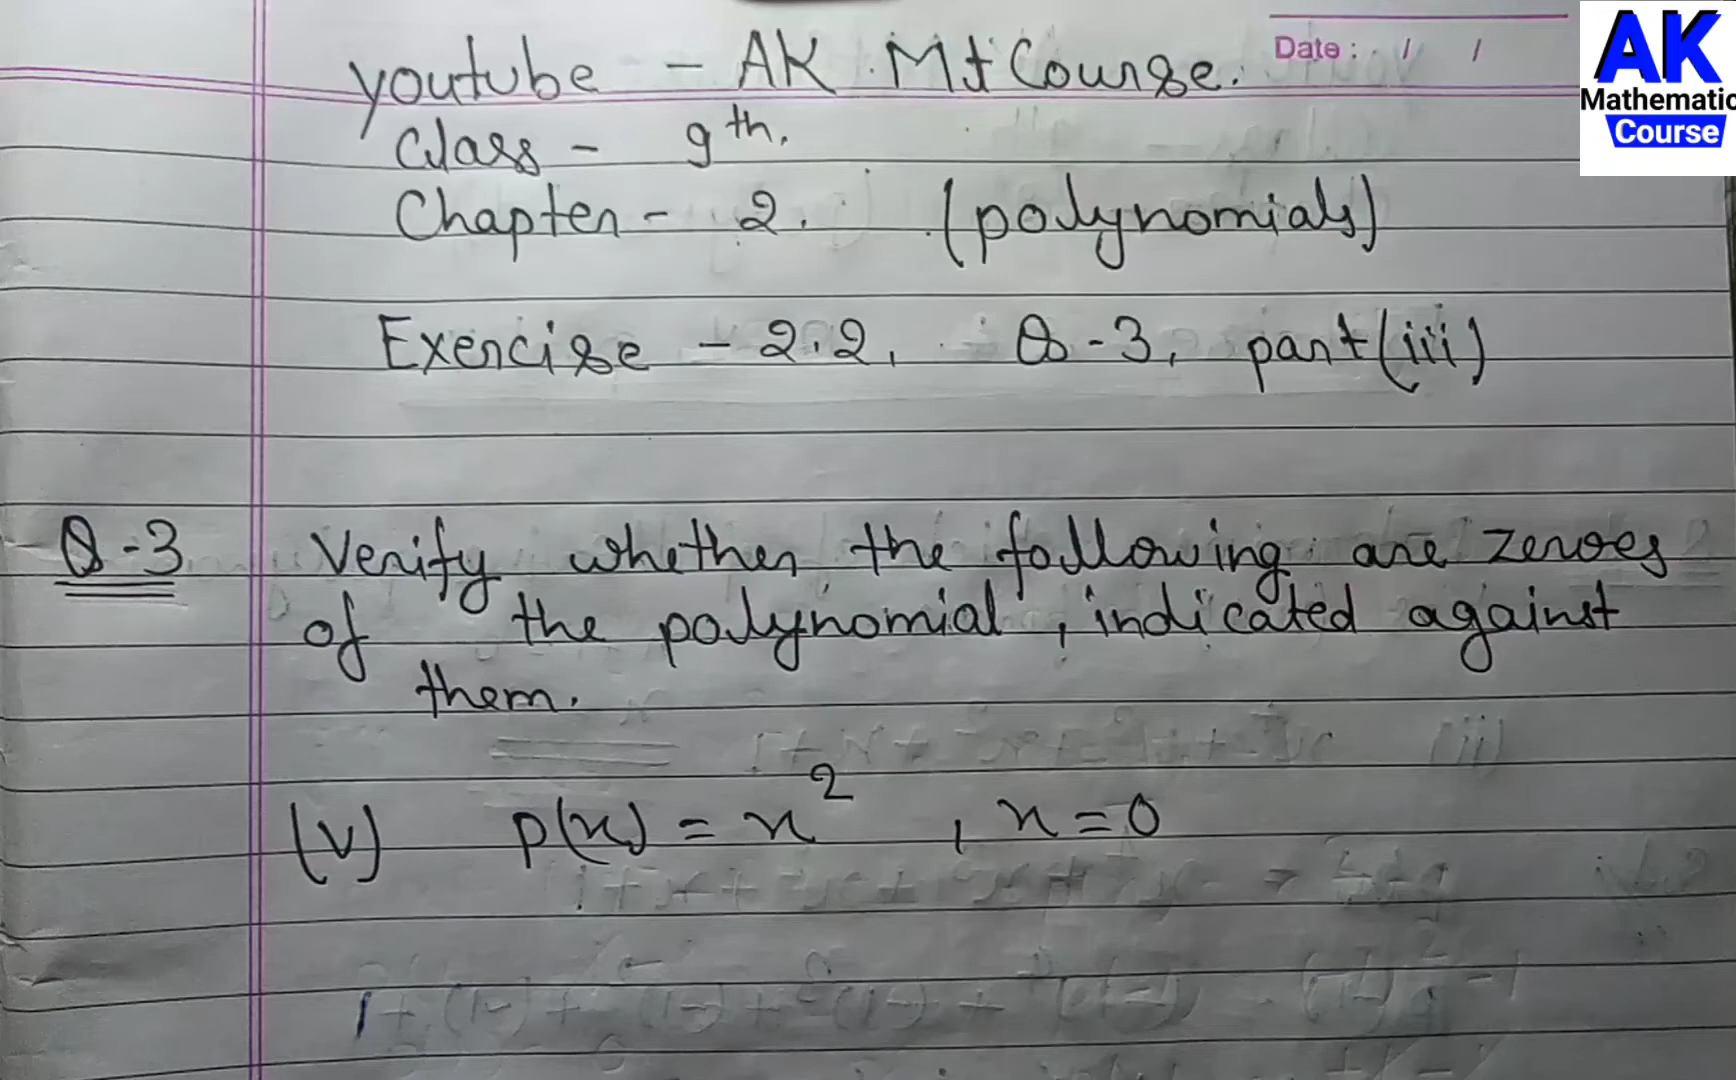 youtube - AK Mt Course.
Date : / /
AK
Mathematic
Course
Class - 9th.
Chapter - 2. (polynomials)
Exercise - 2.2, Q-3, part (iii)
Q-3 Verify whether the following are zeroes
of the polynomial, indicated against
them.
(v) p(x) = x² , x=0